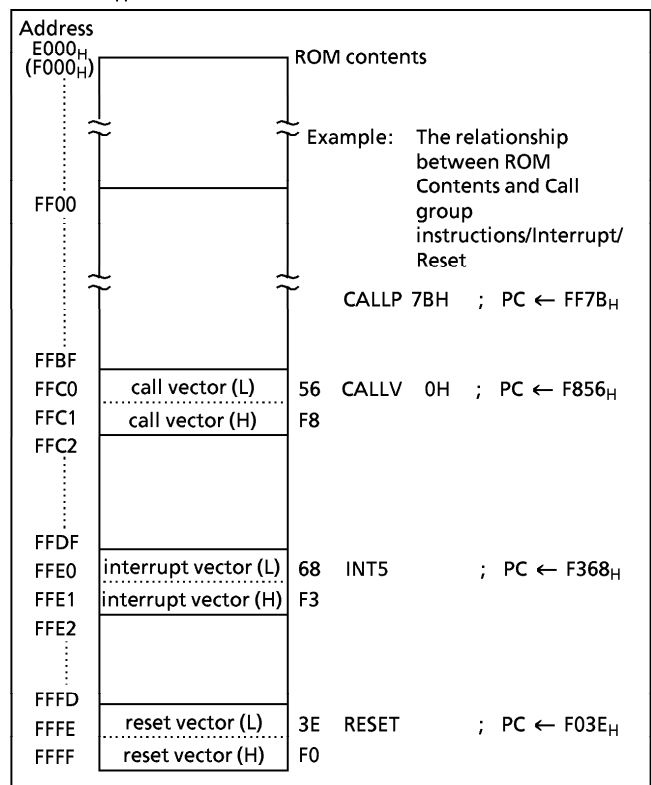 Address
E000H
(F000H)
ROM contents
Example: The relationship
between ROM
Contents and Call
group
instructions/Interrupt/
Reset
FF00
CALLP 7BH ; PC ← FF7BH
FFBF
FFC0 call vector (L) 56 CALLV 0H ; PC ← F856H
FFC1 call vector (H) F8
FFC2
FFDF
FFE0 interrupt vector (L) 68 INT5 ; PC ← F368H
FFE1 interrupt vector (H) F3
FFE2
FFFD
FFFE reset vector (L) 3E RESET ; PC ← F03EH
FFFF reset vector (H) F0